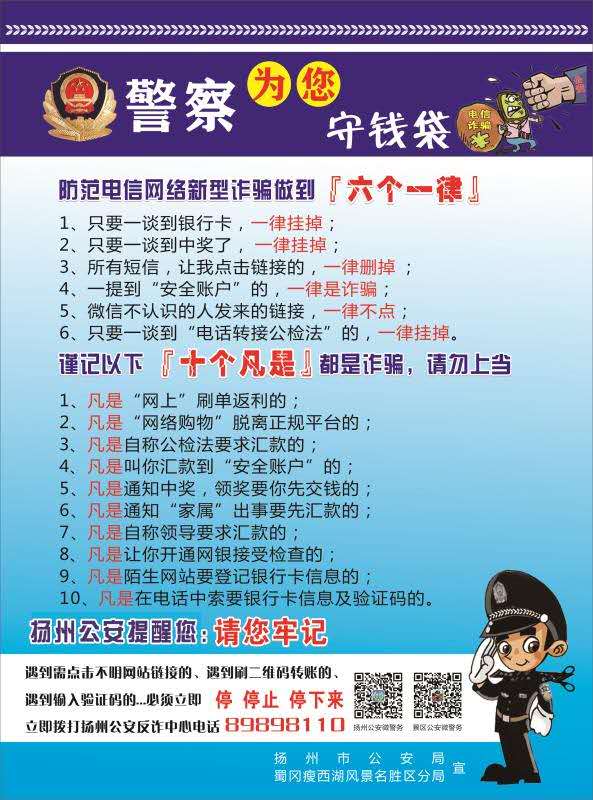 警察为您
守钱袋
电信
诈骗
防范电信网络新型诈骗做到『六个一律』
1、只要一谈到银行卡，一律挂掉；
2、只要一谈到中奖了，一律挂掉；
3、所有短信，让我点击链接的，一律删掉；
4、一提到“安全账户”的，一律是诈骗；
5、微信不认识的人发来的链接，一律不点；
6、只要一谈到“电话转接公检法”的，一律挂掉。
谨记以下『十个凡是』都是诈骗，请勿上当
1、凡是“网上”刷单返利的；
2、凡是“网络购物”脱离正规平台的；
3、凡是自称公检法要求汇款的；
4、凡是叫你汇款到“安全账户”的；
5、凡是通知中奖，领奖要你先交钱的；
6、凡是通知“家属”出事要先汇款的；
7、凡是自称领导要求汇款的；
8、凡是让你开通网银接受检查的；
9、凡是陌生网站要登记银行卡信息的；
10、凡是在电话中索要银行卡信息及验证码的。
扬州公安提醒您：请您牢记
遇到需点击不明网站链接的、遇到刷二维码转账的、
遇到输入验证码的...必须立即 停 停止 停下来
立即拨打扬州公安反诈中心电话 89898110
扬州公安微警务 景区公安微警务
扬州市公安局
蜀冈瘦西湖风景名胜区分局 宣